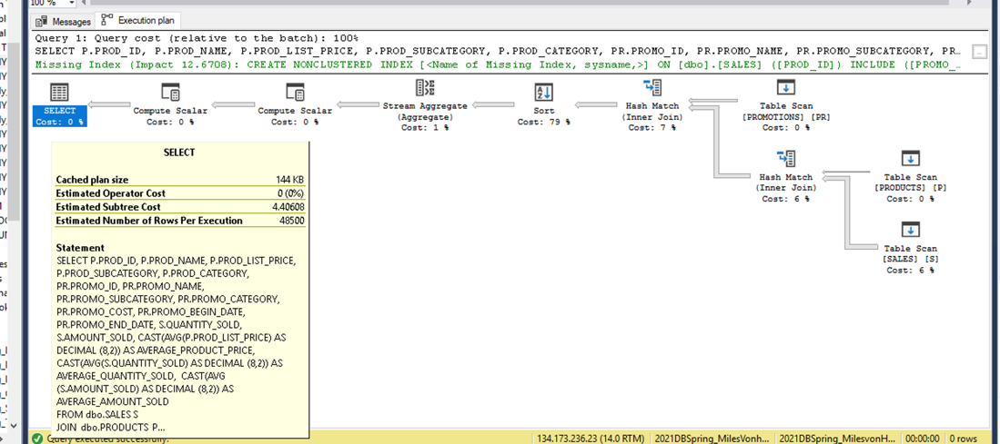 100 %
Messages Execution plan
Query 1: Query cost (relative to the batch): 100%
SELECT P.PROD_ID, P.PROD_NAME, P.PROD_LIST_PRICE, P.PROD_SUBCATEGORY, P.PROD_CATEGORY, PR.PROMO_ID, PR.PROMO_NAME, PR.PROMO_SUBCATEGORY, PR…
Missing Index (Impact 12.6708): CREATE NONCLUSTERED INDEX [<Name of Missing Index, sysname,>] ON [dbo].[SALES] ([PROD_ID]) INCLUDE ([PROMO_…
SELECT
Cost: 0 %
Compute Scalar
Cost: 0 %
Compute Scalar
Cost: 0 %
Stream Aggregate
(Aggregate)
Cost: 1 %
Sort
Cost: 79 %
Hash Match
(Inner Join)
Cost: 7 %
Table Scan
[PROMOTIONS] [PR]
Cost: 0 %
Hash Match
(Inner Join)
Cost: 6 %
Table Scan
[PRODUCTS] [P]
Cost: 0 %
Table Scan
[SALES] [S]
Cost: 6 %
SELECT
Cached plan size 144 KB
Estimated Operator Cost 0 (0%)
Estimated Subtree Cost 4.40608
Estimated Number of Rows Per Execution 48500
Statement
SELECT P.PROD_ID, P.PROD_NAME, P.PROD_LIST_PRICE,
P.PROD_SUBCATEGORY, P.PROD_CATEGORY,
PR.PROMO_ID, PR.PROMO_NAME,
PR.PROMO_SUBCATEGORY, PR.PROMO_CATEGORY,
PR.PROMO_COST, PR.PROMO_BEGIN_DATE,
PR.PROMO_END_DATE, S.QUANTITY_SOLD,
S.AMOUNT_SOLD, CAST(AVG(P.PROD_LIST_PRICE) AS
DECIMAL (8,2)) AS AVERAGE_PRODUCT_PRICE,
CAST(AVG(S.QUANTITY_SOLD) AS DECIMAL (8,2)) AS
AVERAGE_QUANTITY_SOLD, CAST(AVG
(S.AMOUNT_SOLD) AS DECIMAL (8,2)) AS
AVERAGE_AMOUNT_SOLD
FROM dbo.SALES S
JOIN dbo.PRODUCTS P...
Query executed successfully.
134.173.236.23 (14.0 RTM) 2021DBSpring_MilesVonh... 2021DBSpring_MilesvonH... 00:00:00 0 rows